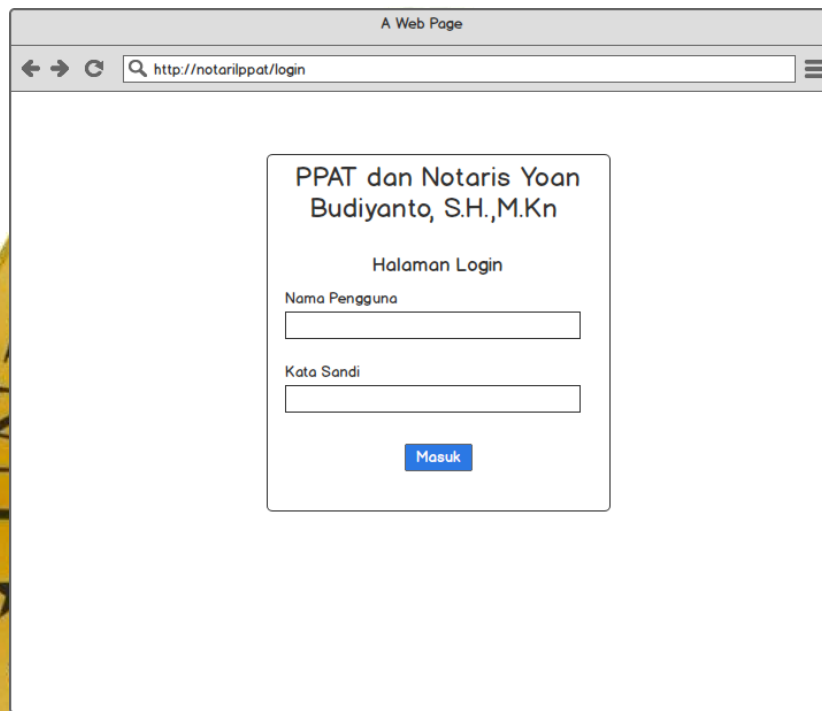 A Web Page
http://notarilppat/login
PPAT dan Notaris Yoan
Budiyanto, S.H.,M.Kn
Halaman Login
Nama Pengguna
Kata Sandi
Masuk